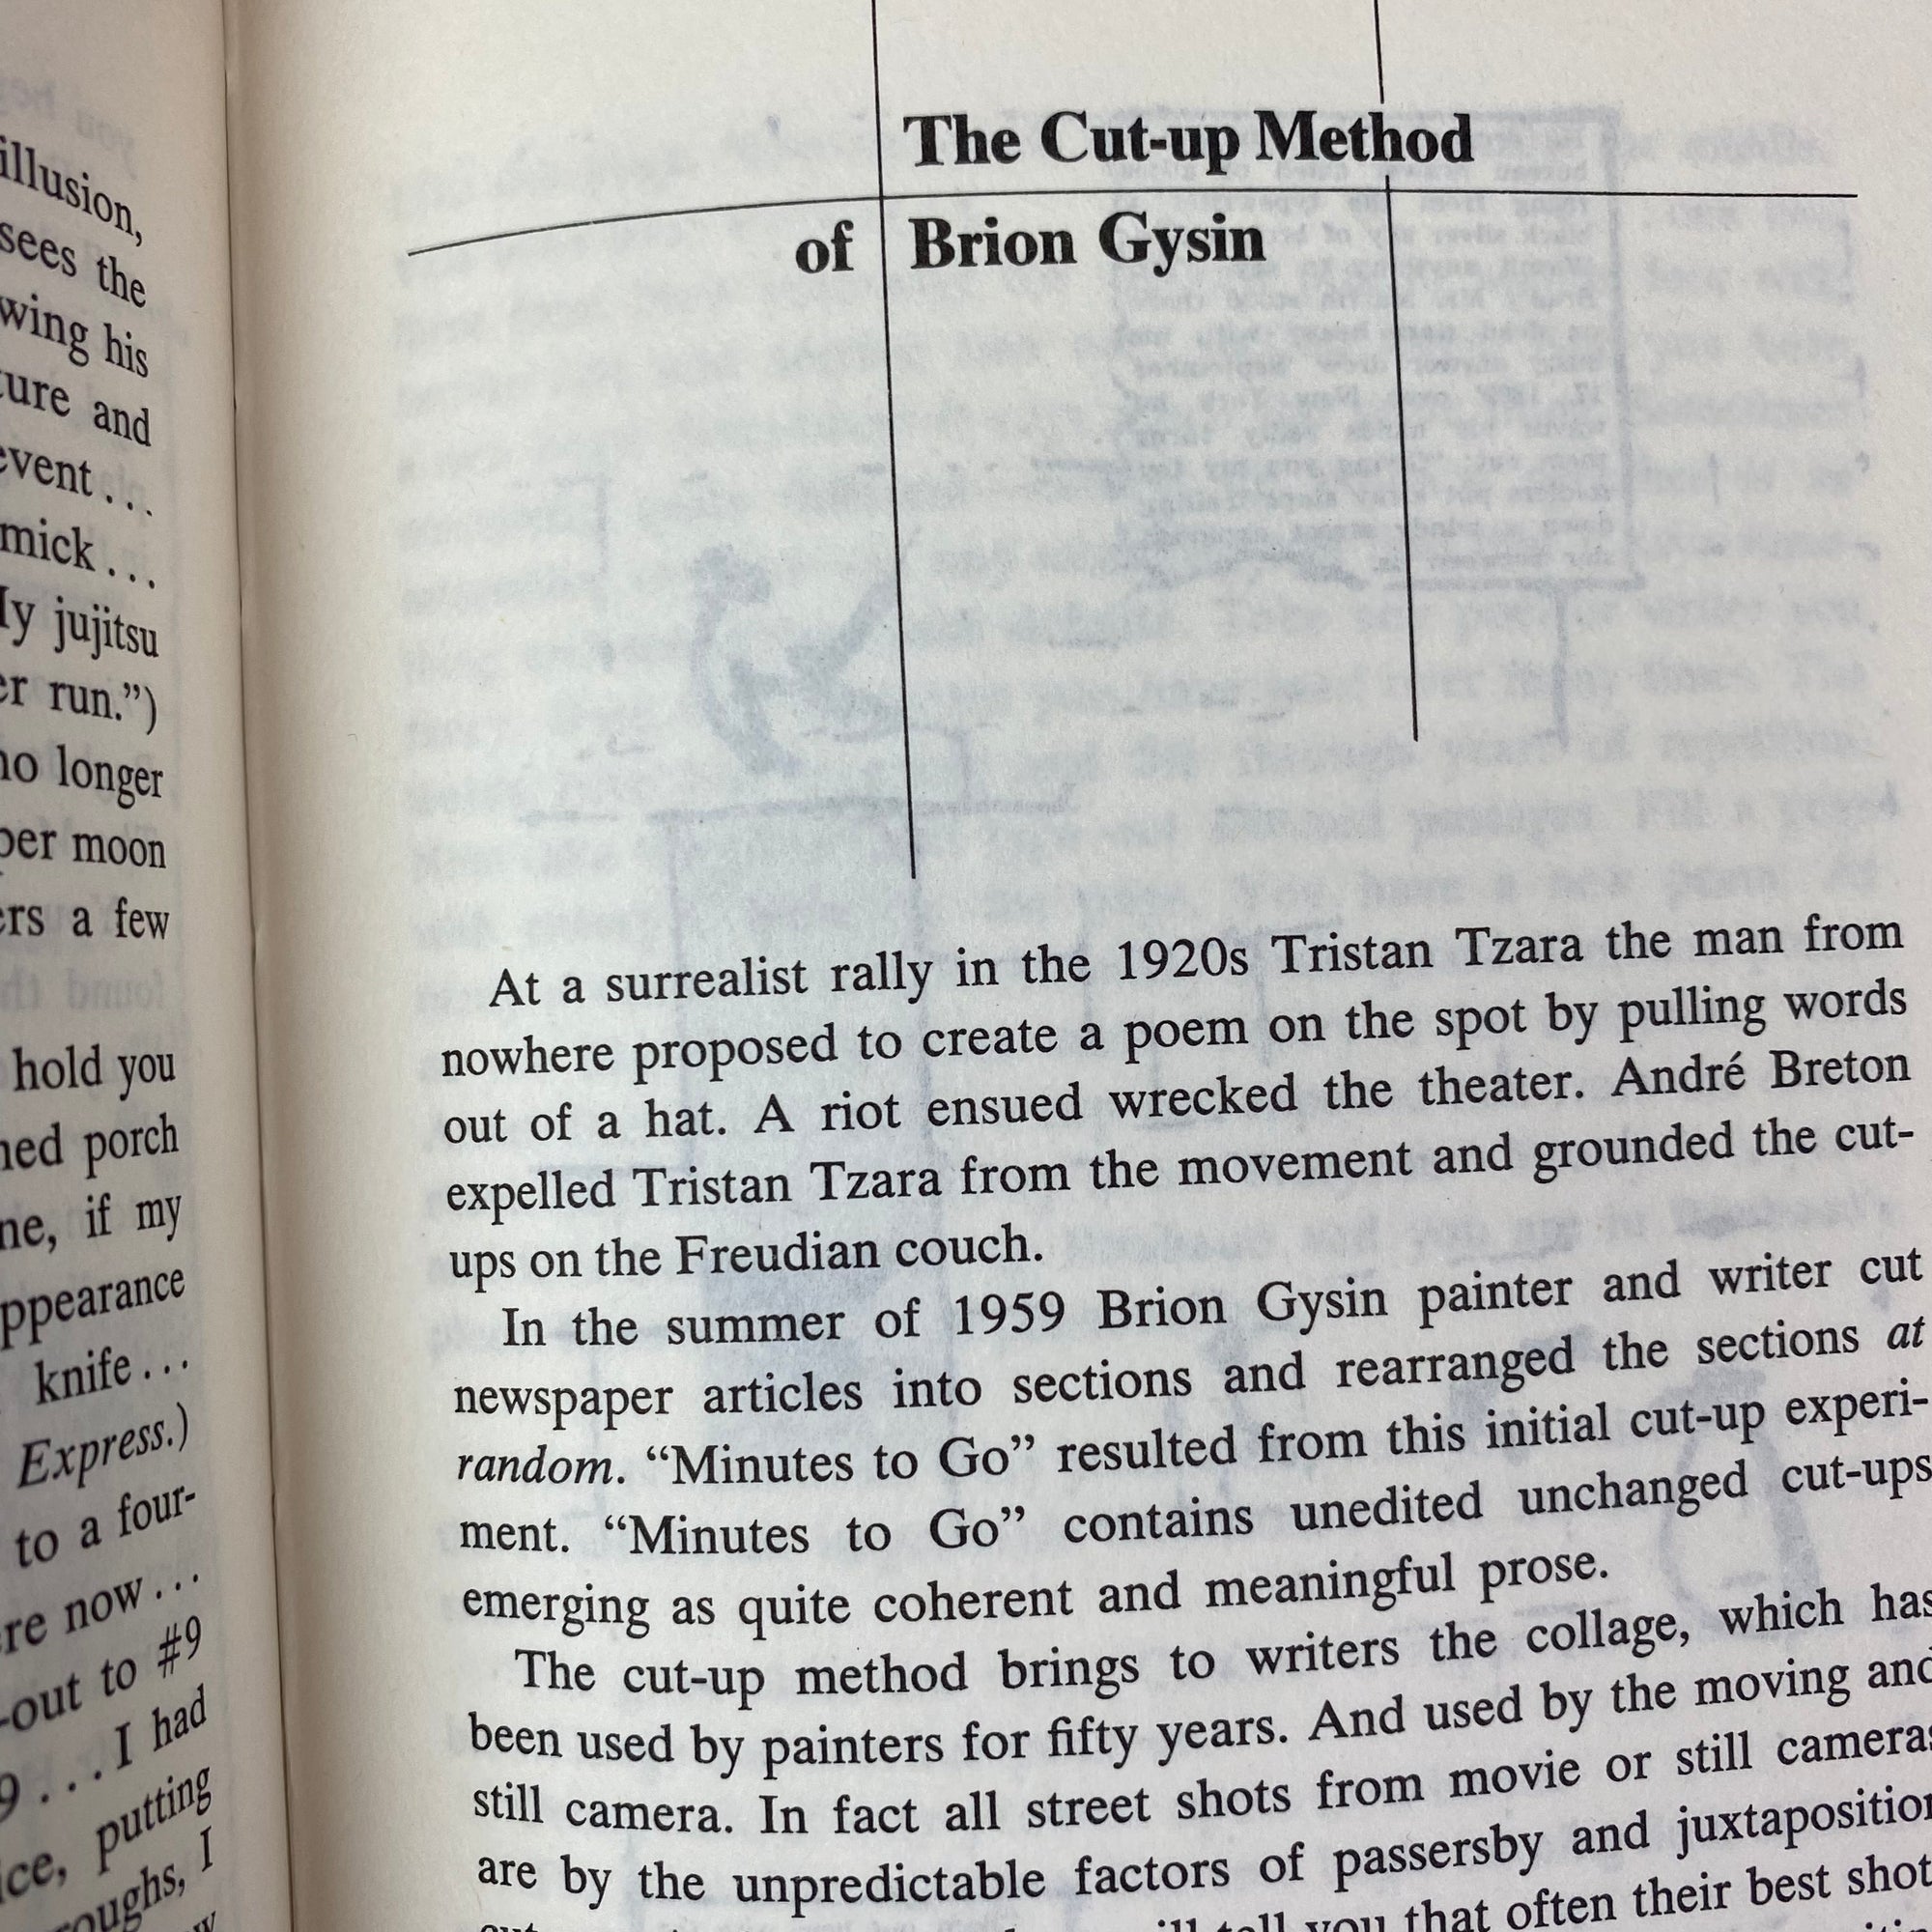 illusion,
sees the
wing his
ture and
event...
mick...
jujitsu
er run.”)
no longer
per moon
ers a few
hold you
ned porch
ne, if my
ppearance
knife...
Express.)
to a four-
re now...
-out to #9
9...I had
ice, putting
roughs, I
The Cut-up Method
of Brion Gysin
At a surrealist rally in the 1920s Tristan Tzara the man from
nowhere proposed to create a poem on the spot by pulling words
out of a hat. A riot ensued wrecked the theater. André Breton
expelled Tristan Tzara from the movement and grounded the cut-
ups on the Freudian couch.
In the summer of 1959 Brion Gysin painter and writer cut
newspaper articles into sections and rearranged the sections at
random. “Minutes to Go” resulted from this initial cut-up experi-
ment. “Minutes to Go” contains unedited unchanged cut-ups
emerging as quite coherent and meaningful prose.
The cut-up method brings to writers the collage, which has
been used by painters for fifty years. And used by the moving and
still camera. In fact all street shots from movie or still cameras
are by the unpredictable factors of passersby and juxtaposition
tell you that often their best shot